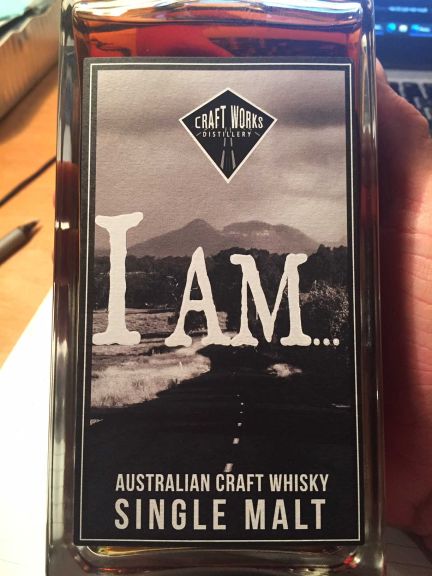 CRAFT WORKS
DISTILLERY
I AM...
AUSTRALIAN CRAFT WHISKY
SINGLE MALT